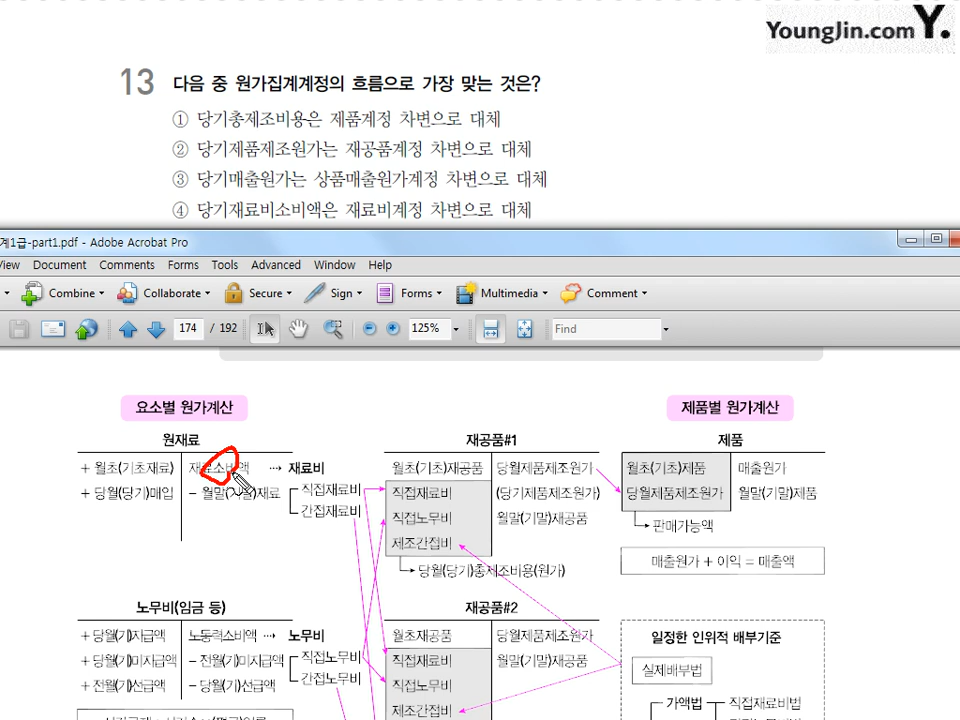 YoungJin.com Y.
13 다음 중 원가집계계정의 흐름으로 가장 맞는 것은?
① 당기총제조비용은 제품계정 차변으로 대체
② 당기제품제조원가는 재공품계정 차변으로 대체
③ 당기매출원가는 상품매출원가계정 차변으로 대체
④ 당기재료비소비액은 재료비계정 차변으로 대체
계1급-part1.pdf - Adobe Acrobat Pro
View Document Comments Forms Tools Advanced Window Help
Combine Collaborate Secure Sign Forms Multimedia Comment
174 / 192 125% Find
요소별 원가계산 제품별 원가계산
원재료 재공품#1 제품
+ 월초(기초재료) 재료소비액 ⋯→ 재료비 월초(기초)재공품 당월제품제조원가 월초(기초)제품 매출원가
+ 당월(당기)매입 - 월말(기말)재료 직접재료비 직접재료비 (당기제품제조원가) 당월제품제조원가 월말(기말)제품
간접재료비 직접노무비 월말(기말)재공품 판매가능액
제조간접비
당월(당기)총제조비용(원가) 매출원가 + 이익 = 매출액
노무비(임금 등) 재공품#2
+ 당월(기)지급액 노동력소비액 ⋯→ 노무비 월초재공품 당월제품제조원가 일정한 인위적 배부기준
+ 당월(기)미지급액 - 전월(기)미지급액 직접노무비 직접재료비 월말(기말)재공품 실제배부법
+ 전월(기)선급액 - 당월(기)선급액 간접노무비 직접노무비
제조간접비 가액법 직접재료비법